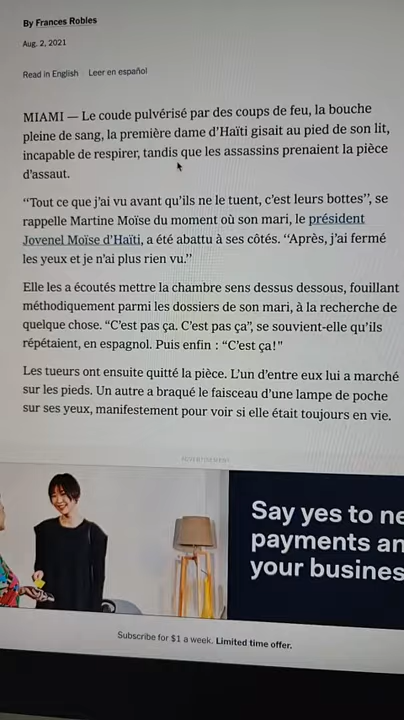 By Frances Robles
Aug. 2, 2021
Read in English Leer en español
MIAMI — Le coude pulvérisé par des coups de feu, la bouche
pleine de sang, la première dame d’Haïti gisait au pied de son lit,
incapable de respirer, tandis que les assassins prenaient la pièce
d’assaut.
“Tout ce que j’ai vu avant qu’ils ne le tuent, c’est leurs bottes”, se
rappelle Martine Moïse du moment où son mari, le président
Jovenel Moïse d’Haïti, a été abattu à ses côtés. “Après, j’ai fermé
les yeux et je n’ai plus rien vu.”
Elle les a écoutés mettre la chambre sens dessus dessous, fouillant
méthodiquement parmi les dossiers de son mari, à la recherche de
quelque chose. “C’est pas ça. C’est pas ça”, se souvient-elle qu’ils
répétaient, en espagnol. Puis enfin : “C’est ça!”
Les tueurs ont ensuite quitté la pièce. L’un d’entre eux lui a marché
sur les pieds. Un autre a braqué le faisceau d’une lampe de poche
sur ses yeux, manifestement pour voir si elle était toujours en vie.
ADVERTISEMENT
Say yes to ne
payments an
your busines
Subscribe for $1 a week. Limited time offer.